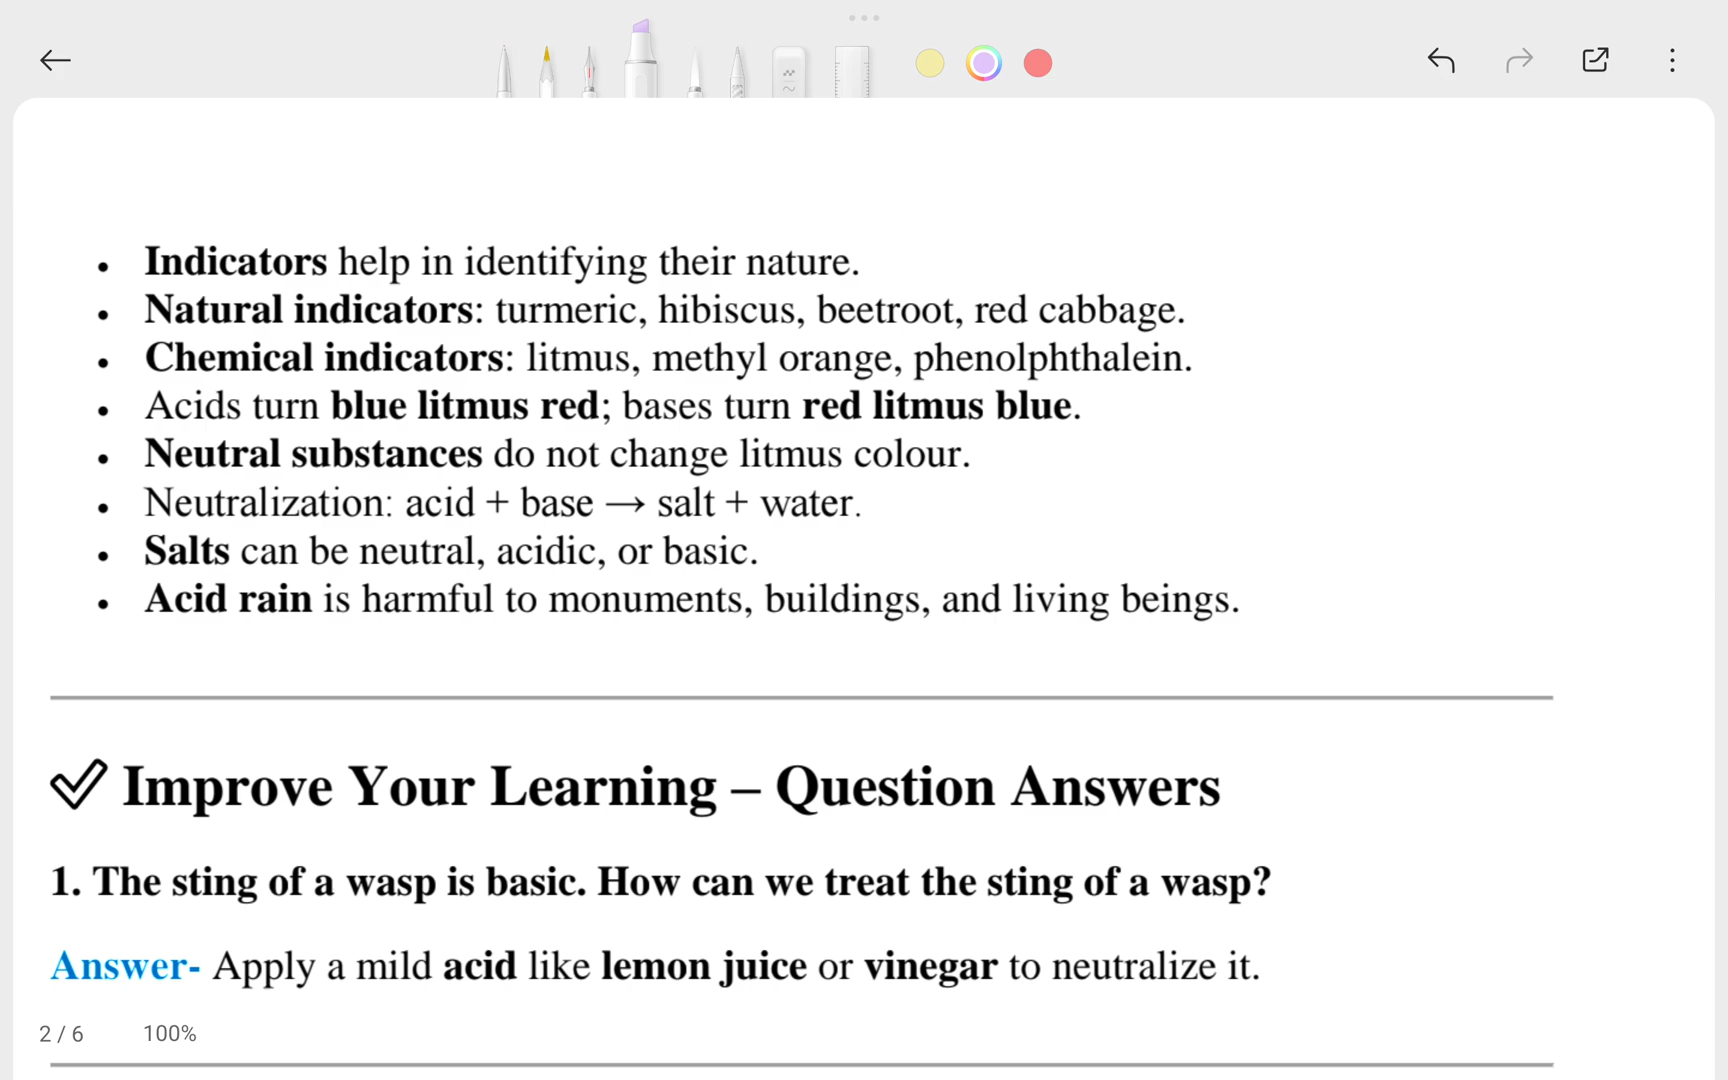 • Indicators help in identifying their nature.
• Natural indicators: turmeric, hibiscus, beetroot, red cabbage.
• Chemical indicators: litmus, methyl orange, phenolphthalein.
• Acids turn blue litmus red; bases turn red litmus blue.
• Neutral substances do not change litmus colour.
• Neutralization: acid + base → salt + water.
• Salts can be neutral, acidic, or basic.
• Acid rain is harmful to monuments, buildings, and living beings.
✓ Improve Your Learning – Question Answers
1. The sting of a wasp is basic. How can we treat the sting of a wasp?
Answer- Apply a mild acid like lemon juice or vinegar to neutralize it.
2 / 6 100%